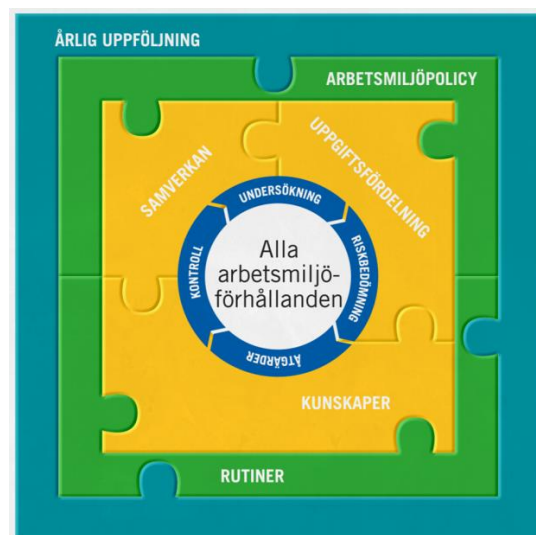 ÅRLIG UPPFÖLJNING
ARBETSMILJÖPOLICY
SAMVERKAN
UPPGIFTSFÖRDELNING
UNDERSÖKNING
RISKBEDÖMNING
ÅTGÄRDER
KONTROLL
Alla
arbetsmiljö-
förhållanden
KUNSKAPER
RUTINER